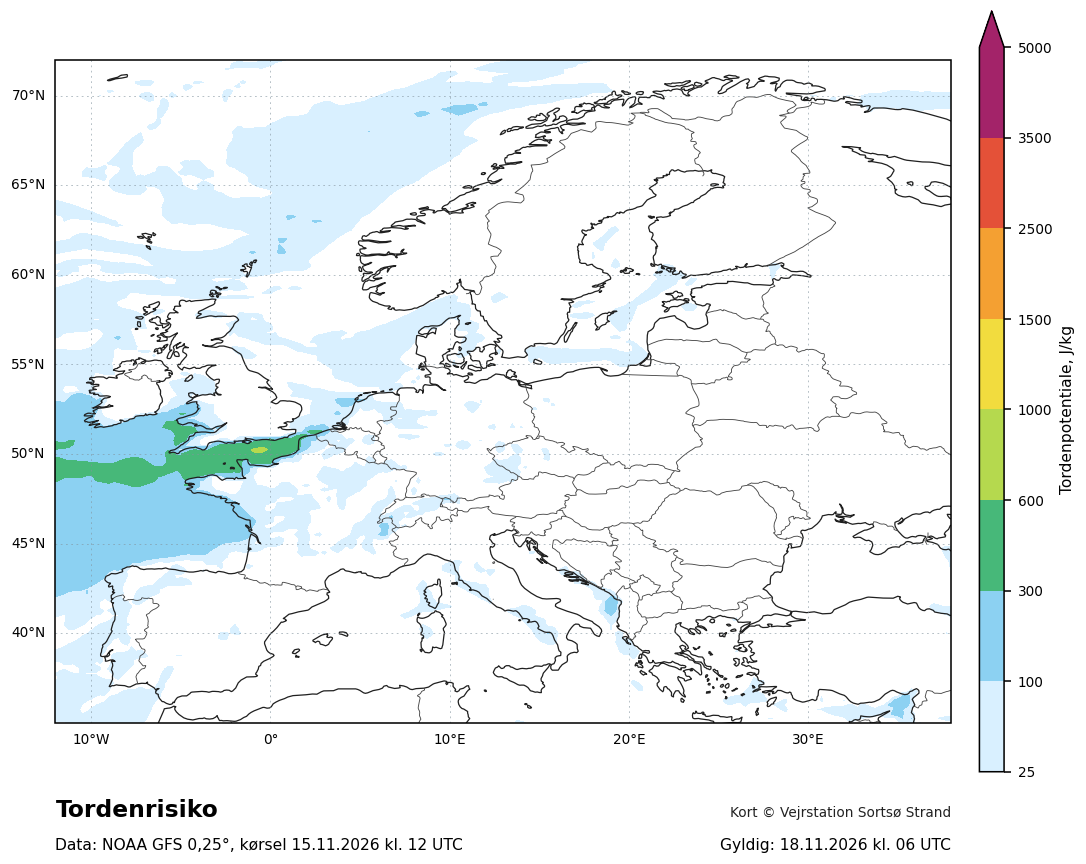 5000
3500
2500
1500
1000
600
300
100
25
Tordenpotentiale, J/kg
70°N
65°N
60°N
55°N
50°N
45°N
40°N
10°W
0°
10°E
20°E
30°E
Tordenrisiko
Kort © Vejrstation Sortsø Strand
Data: NOAA GFS 0,25°, kørsel 15.11.2026 kl. 12 UTC
Gyldig: 18.11.2026 kl. 06 UTC